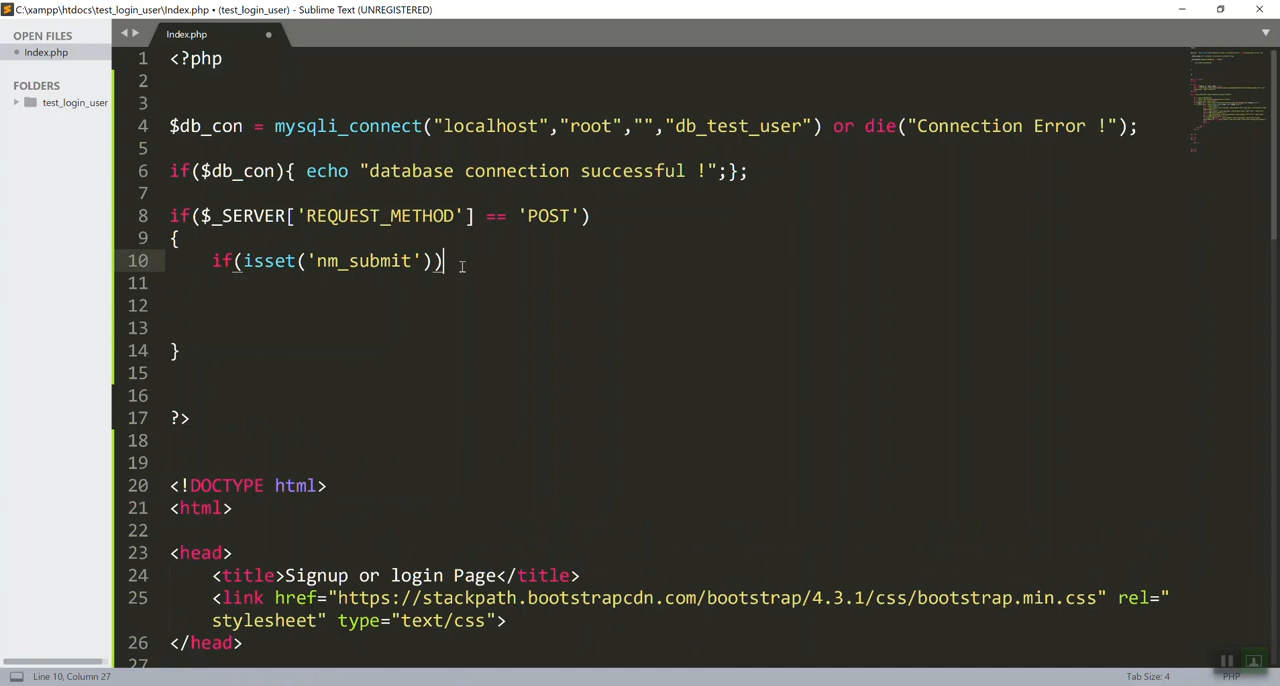 C:\xampp\htdocs\test_login_user\Index.php • (test_login_user) - Sublime Text (UNREGISTERED)
OPEN FILES
Index.php
FOLDERS
test_login_user
Index.php
1 <?php
2
3
4 $db_con = mysqli_connect("localhost","root","","db_test_user") or die("Connection Error !");
5
6 if($db_con){ echo "database connection successful !";};
7
8 if($_SERVER['REQUEST_METHOD'] == 'POST')
9 {
10 if(isset('nm_submit'))
11
12
13
14 }
15
16
17 ?>
18
19
20 <!DOCTYPE html>
21 <html>
22
23 <head>
24 <title>Signup or login Page</title>
25 <link href="https://stackpath.bootstrapcdn.com/bootstrap/4.3.1/css/bootstrap.min.css" rel="
stylesheet" type="text/css">
26 </head>
27
Line 10, Column 27
Tab Size: 4
PHP